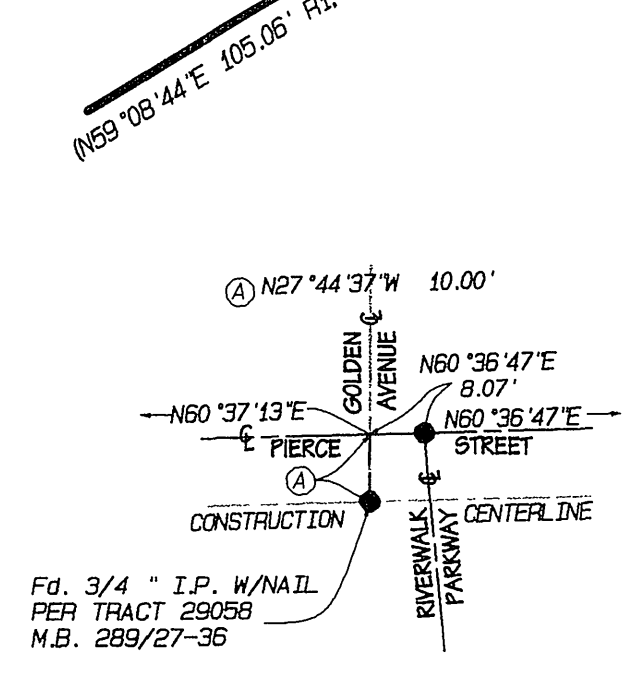 (N59°08'44"E 105.06' R1,
Ⓐ N27°44'37"W 10.00'
℄
GOLDEN
AVENUE
N60°36'47"E
8.07'
N60°37'13"E
N60°36'47"E
℄ PIERCE STREET
Ⓐ
℄
CONSTRUCTION CENTERLINE
RIVERWALK
PARKWAY
Fd. 3/4 " I.P. W/NAIL
PER TRACT 29058
M.B. 289/27-36